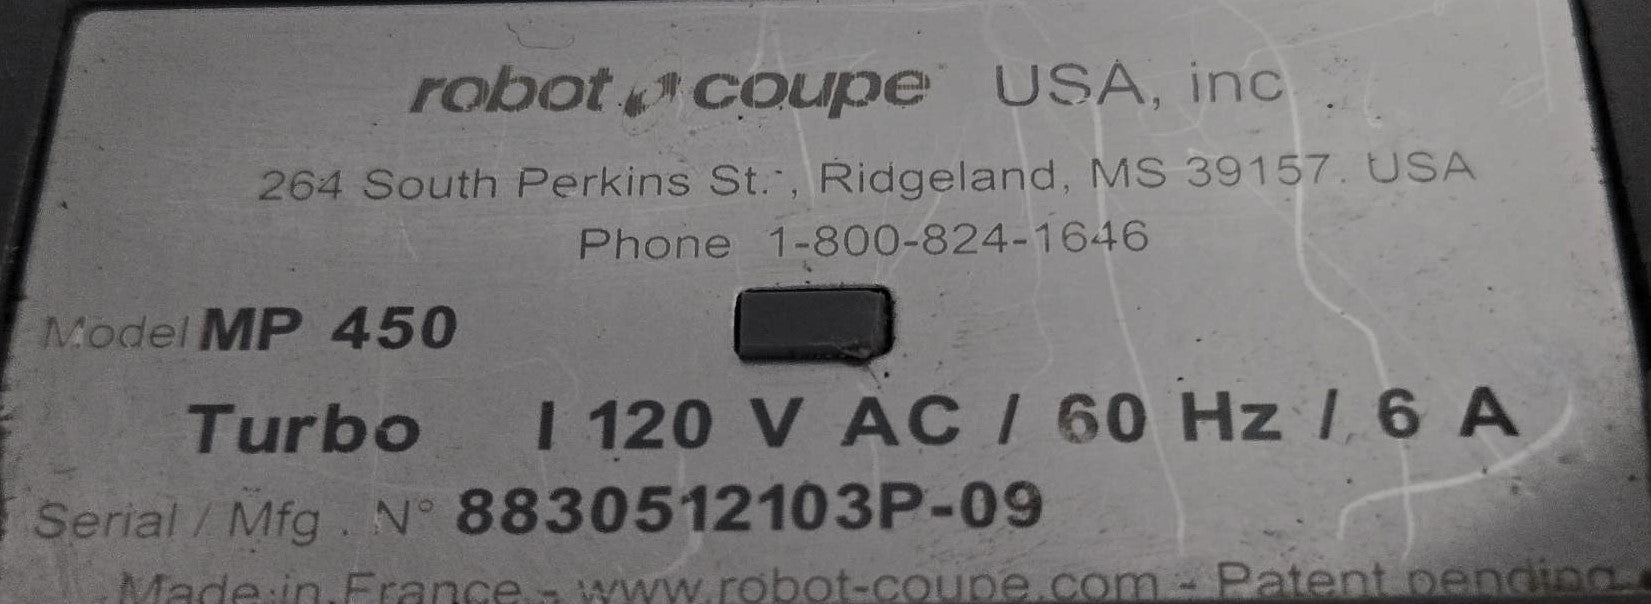 robot coupe USA, inc.
264 South Perkins St., Ridgeland, MS 39157. USA
Phone 1-800-824-1646
Model MP 450
Turbo I 120 V AC / 60 Hz / 6 A
Serial / Mfg . N° 8830512103P-09
Made in France - www.robot-coupe.com - Patent pending